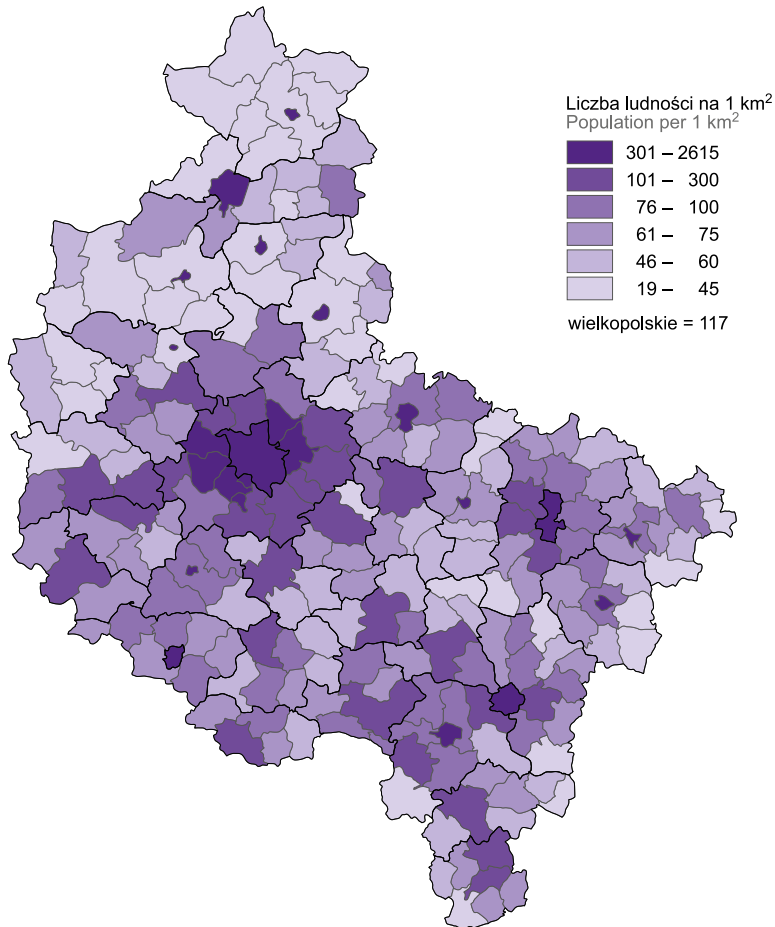 Liczba ludności na 1 km²
Population per 1 km²
301 – 2615
101 – 300
76 – 100
61 – 75
46 – 60
19 – 45
wielkopolskie = 117